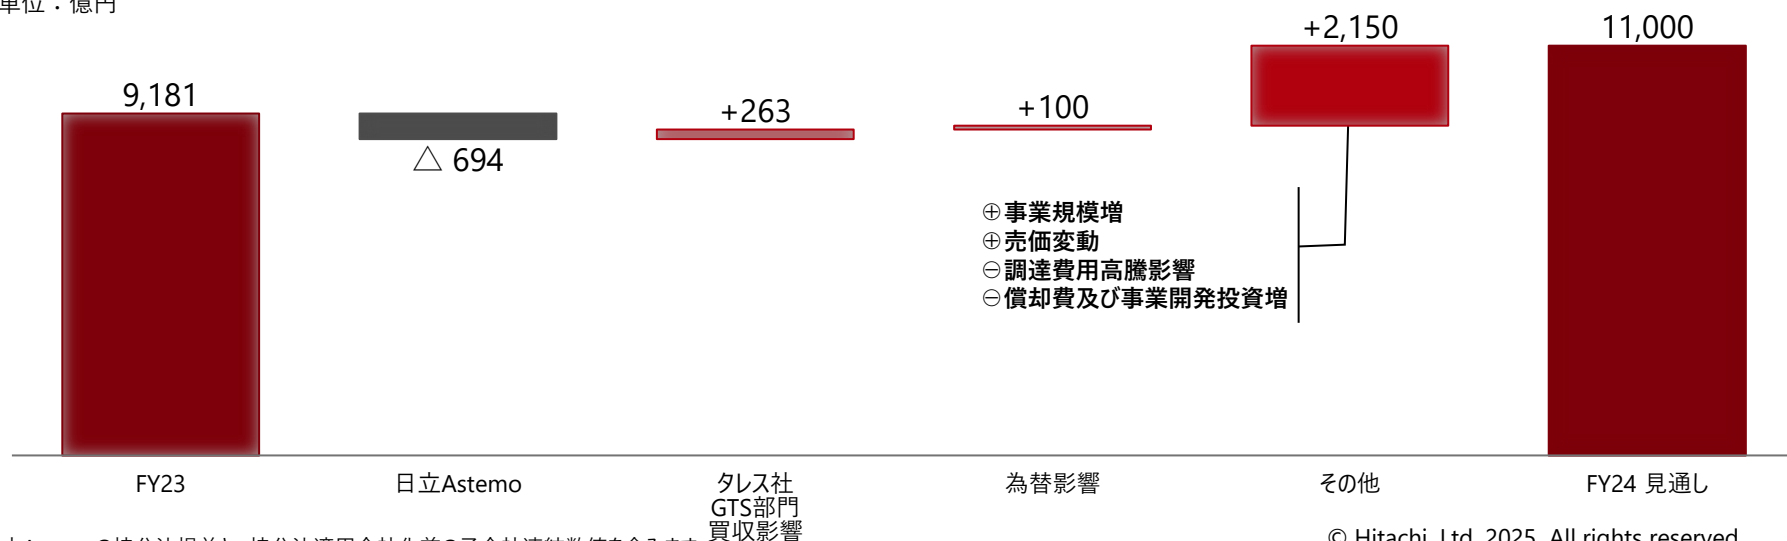 単位：億円
+2,150
11,000
9,181
+263
+100
△ 694
⊕事業規模増
⊕売価変動
⊖調達費用高騰影響
⊖償却費及び事業開発投資増
FY23
日立Astemo
タレス社
GTS部門
買収影響
為替影響
その他
FY24 見通し
© Hitachi, Ltd. 2025. All rights reserved